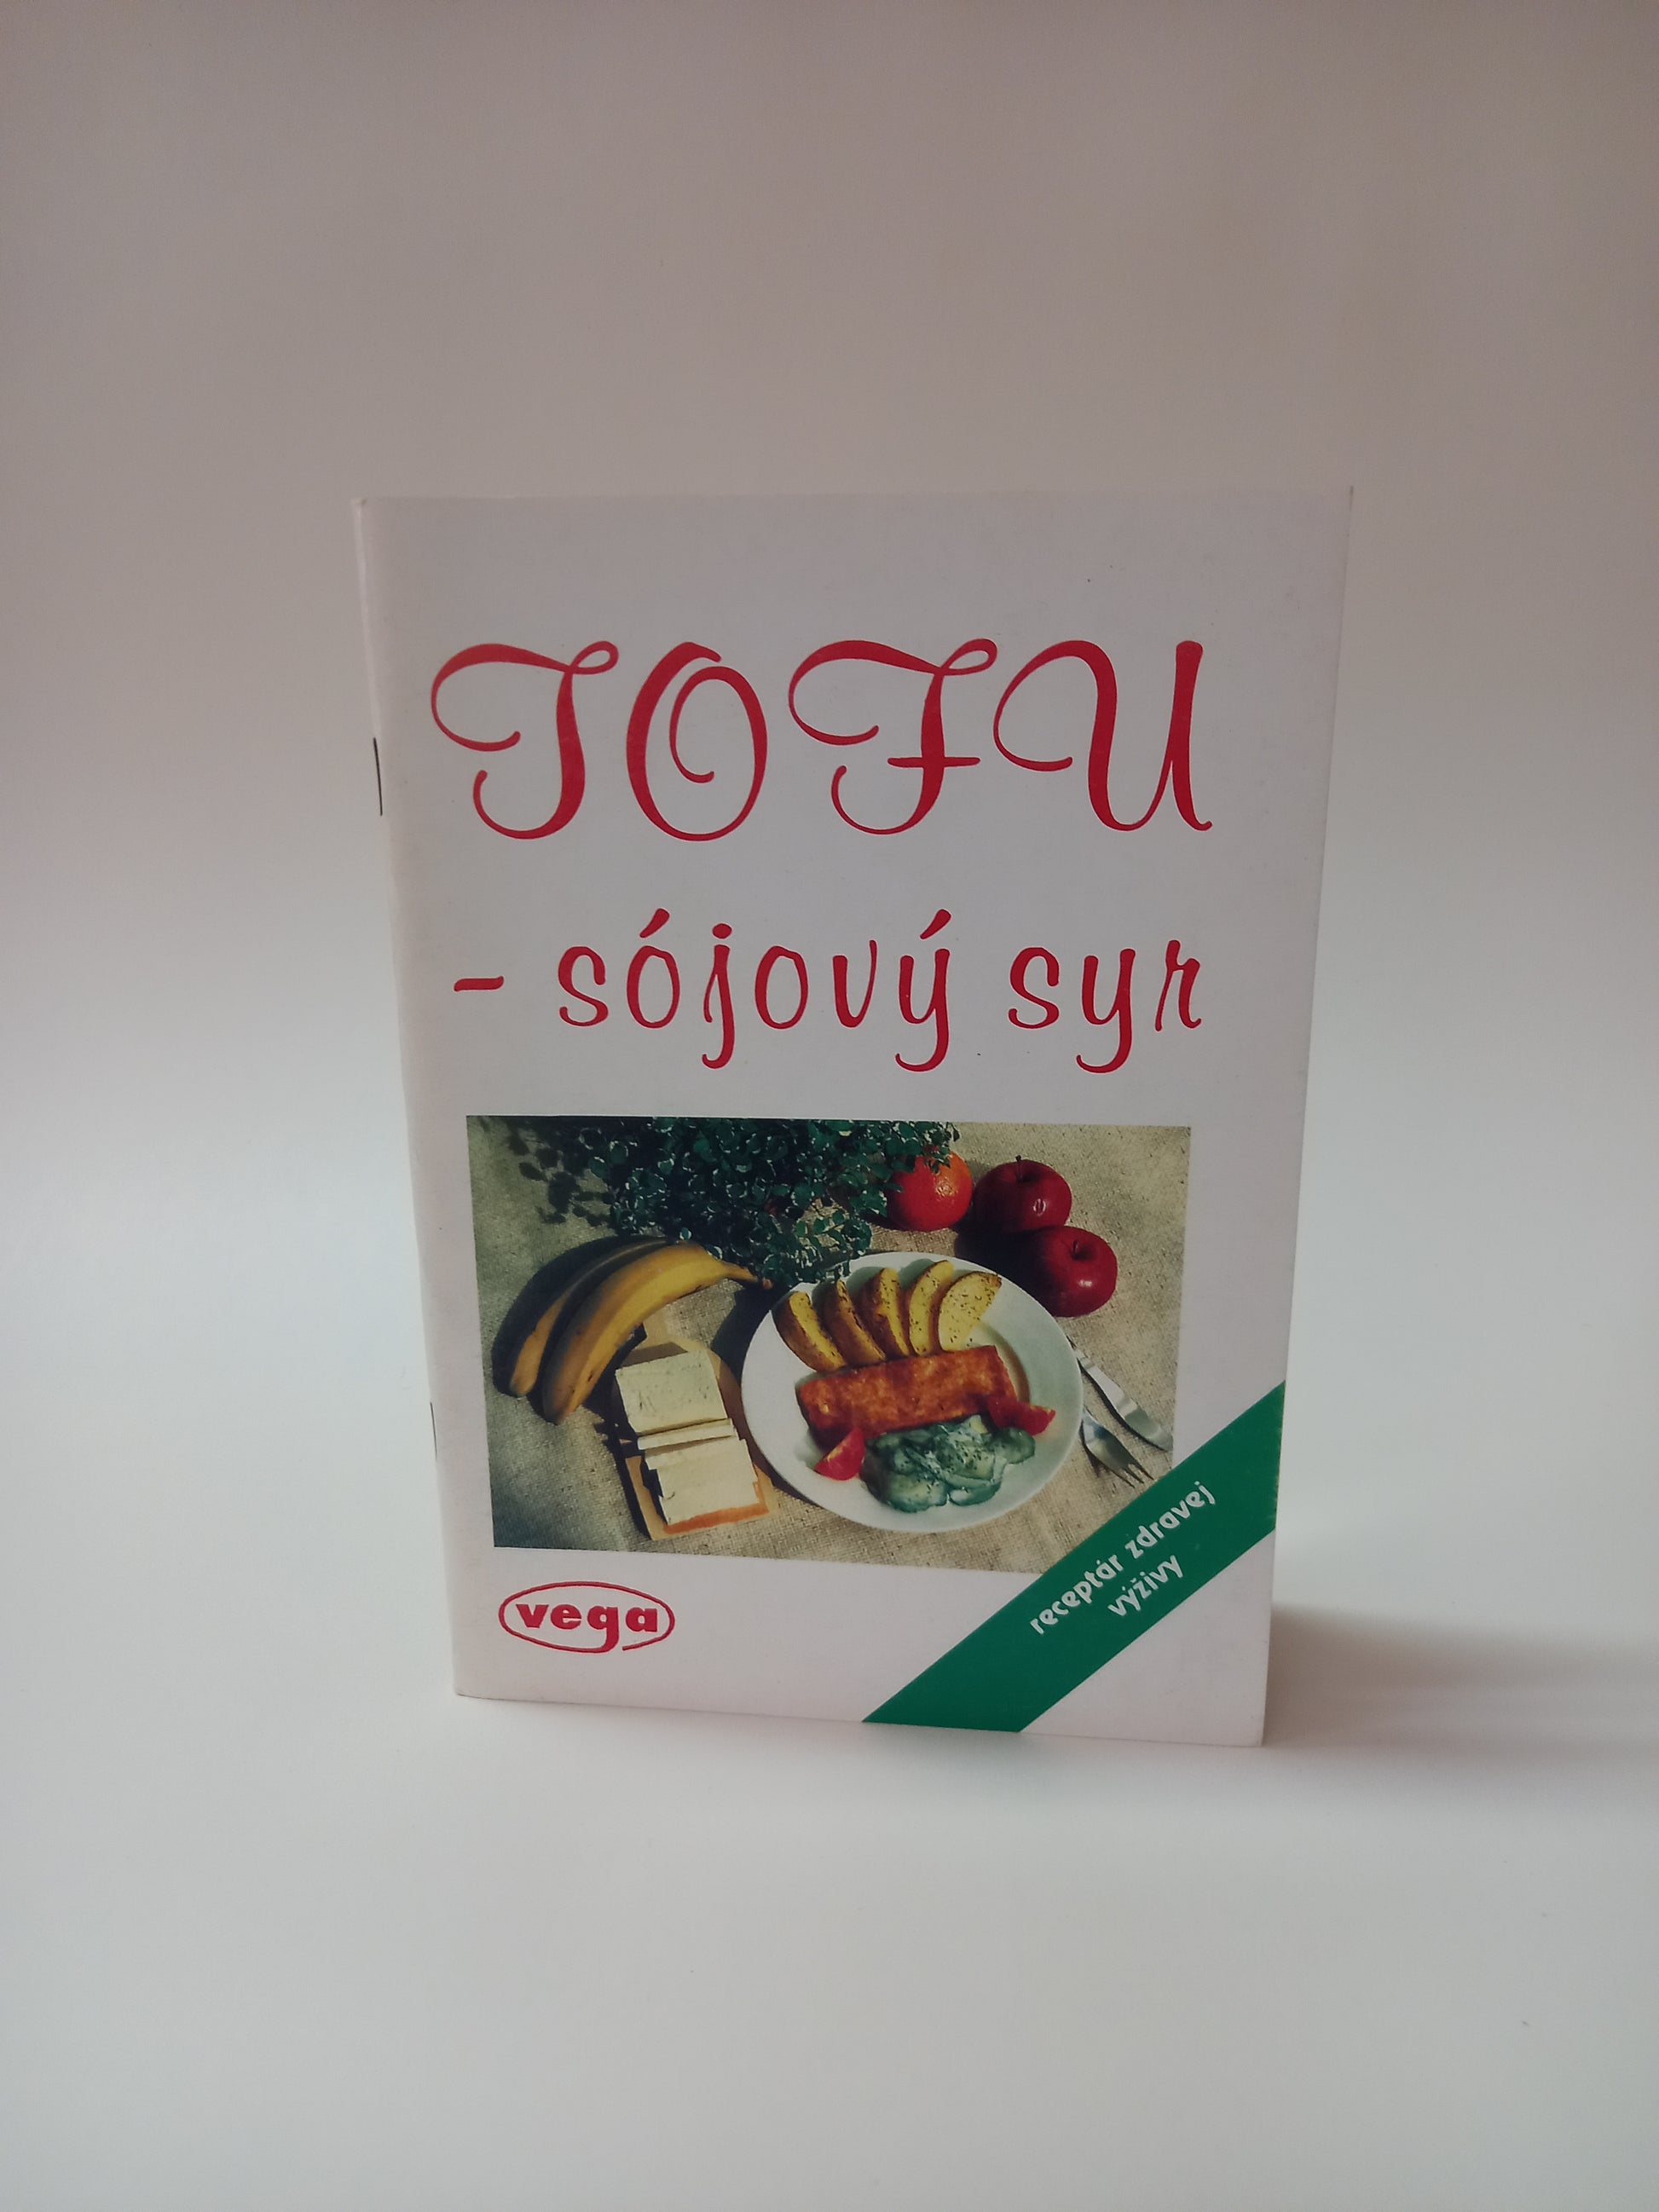 TOFU
- sójový syr
receptár zdravej
výživy
vega